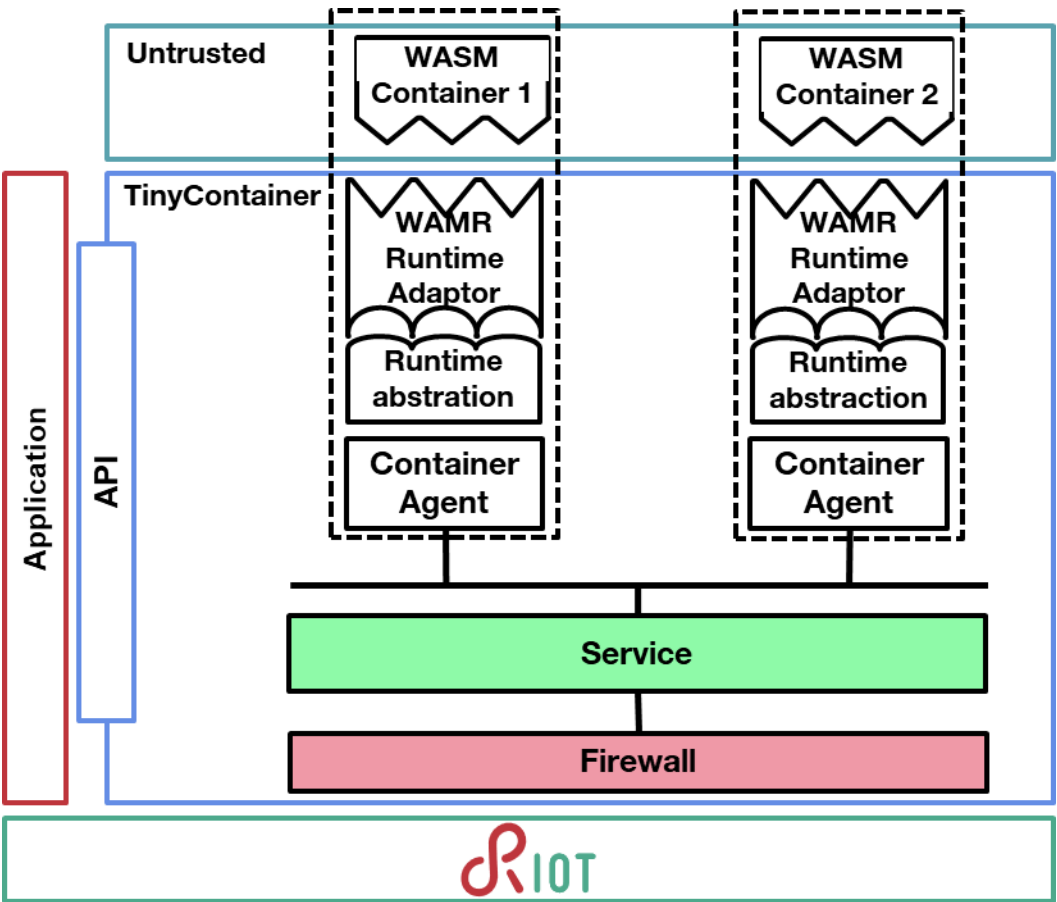 Untrusted
WASM
Container 1
WASM
Container 2
TinyContainer
WAMR
Runtime
Adaptor
Runtime
abstration
Container
Agent
WAMR
Runtime
Adaptor
Runtime
abstraction
Container
Agent
Application
API
Service
Firewall
RIOT